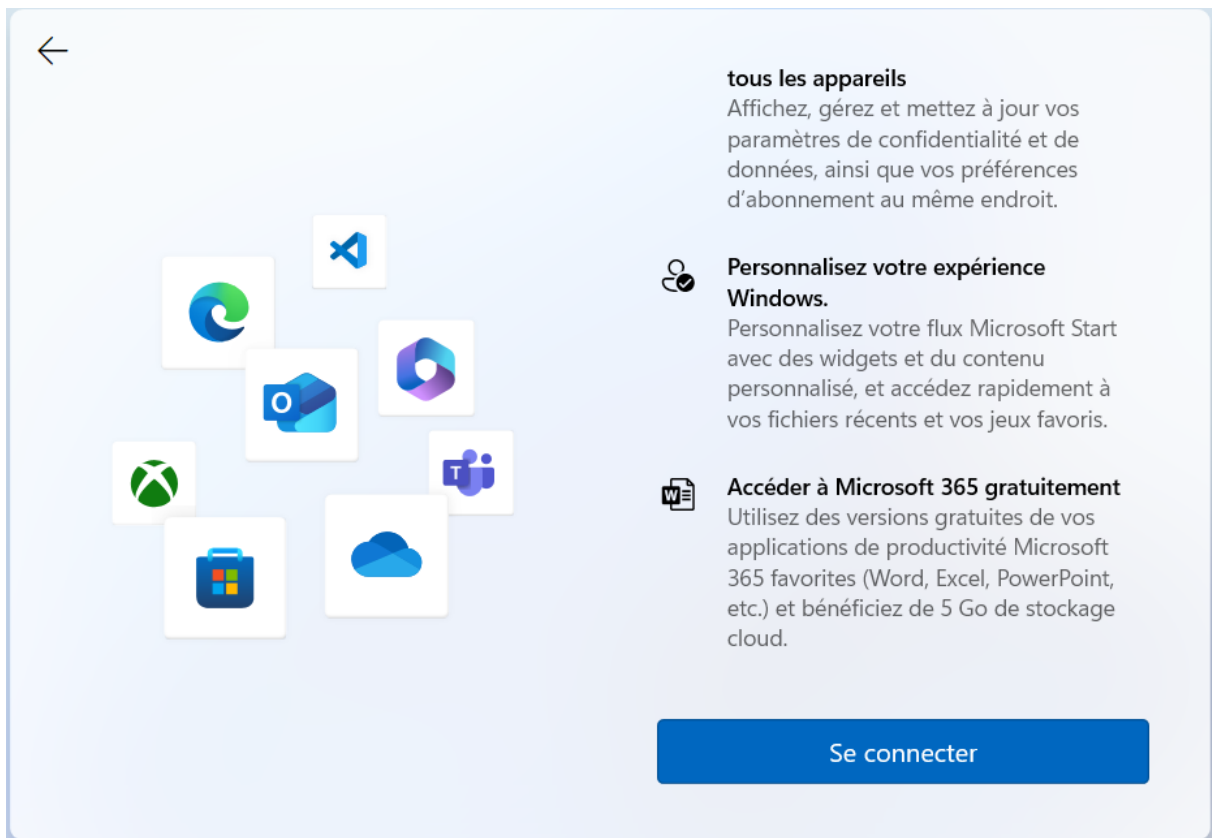 tous les appareils
Affichez, gérez et mettez à jour vos
paramètres de confidentialité et de
données, ainsi que vos préférences
d’abonnement au même endroit.
Personnalisez votre expérience
Windows.
Personnalisez votre flux Microsoft Start
avec des widgets et du contenu
personnalisé, et accédez rapidement à
vos fichiers récents et vos jeux favoris.
Accéder à Microsoft 365 gratuitement
Utilisez des versions gratuites de vos
applications de productivité Microsoft
365 favorites (Word, Excel, PowerPoint,
etc.) et bénéficiez de 5 Go de stockage
cloud.
Se connecter